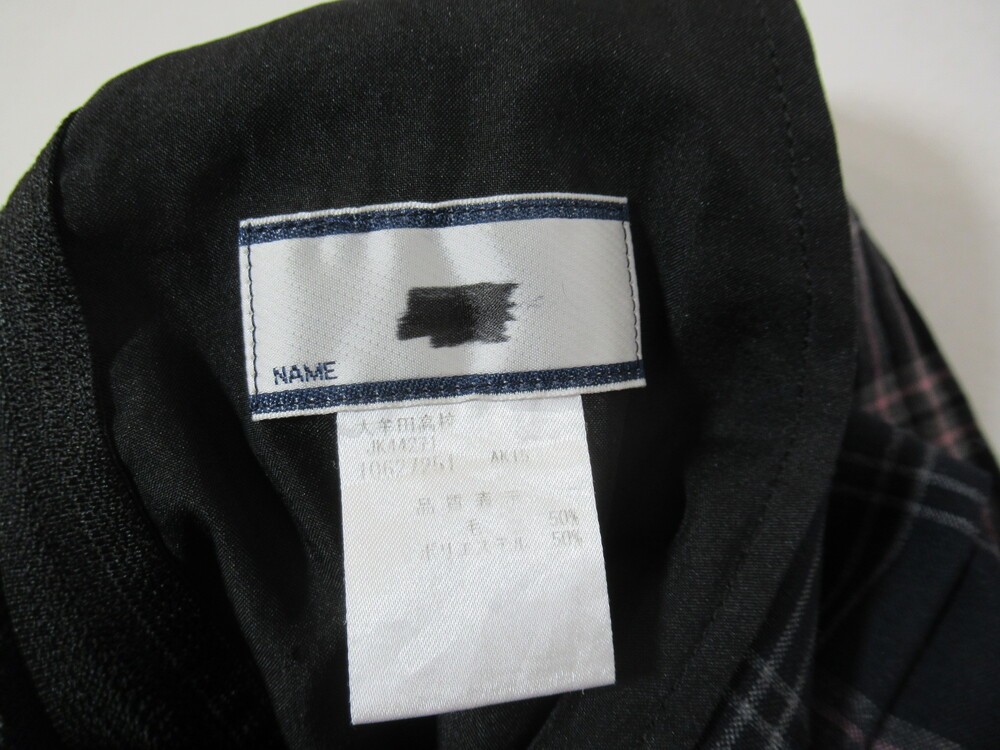 NAME
大牟田高校
JK44271
10627251 AK15
品質表示
毛 50%
ポリエステル 50%